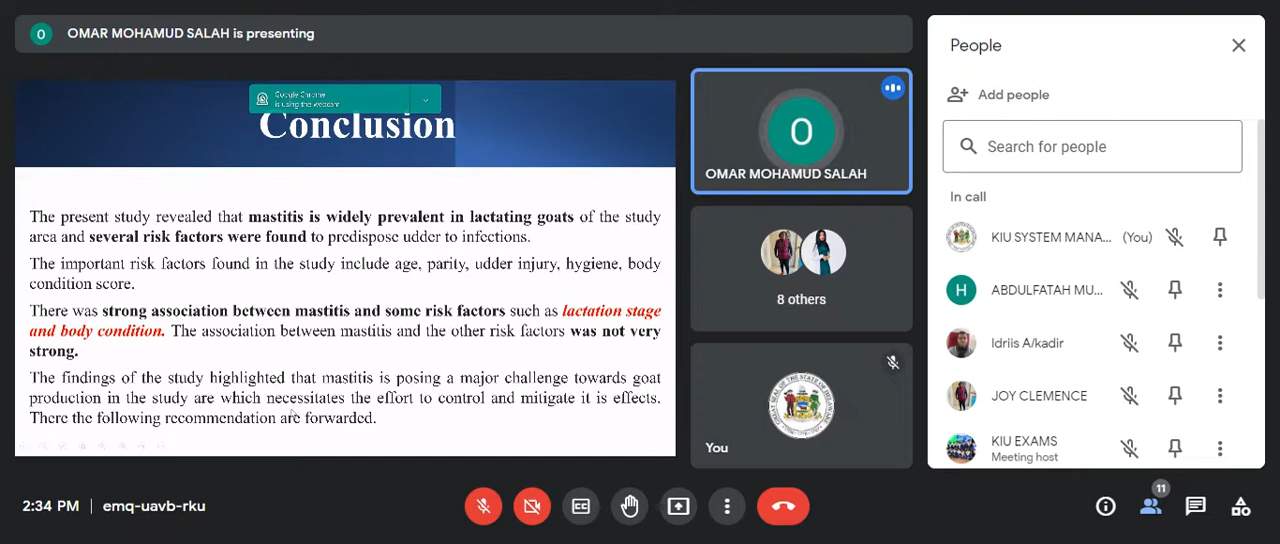 O
OMAR MOHAMUD SALAH is presenting
Google Chrome
is using the webcam
Conclusion
The present study revealed that mastitis is widely prevalent in lactating goats of the study
area and several risk factors were found to predispose udder to infections.
The important risk factors found in the study include age, parity, udder injury, hygiene, body
condition score.
There was strong association between mastitis and some risk factors such as lactation stage
and body condition. The association between mastitis and the other risk factors was not very
strong.
The findings of the study highlighted that mastitis is posing a major challenge towards goat
production in the study are which necessitates the effort to control and mitigate it is effects.
There the following recommendation are forwarded.
O
OMAR MOHAMUD SALAH
8 others
You
People
Add people
Search for people
In call
KIU SYSTEM MANA... (You)
H
ABDULFATAH MU...
Idriis A/kadir
JOY CLEMENCE
KIU EXAMS
Meeting host
2:34 PM | emq-uavb-rku
CC
11